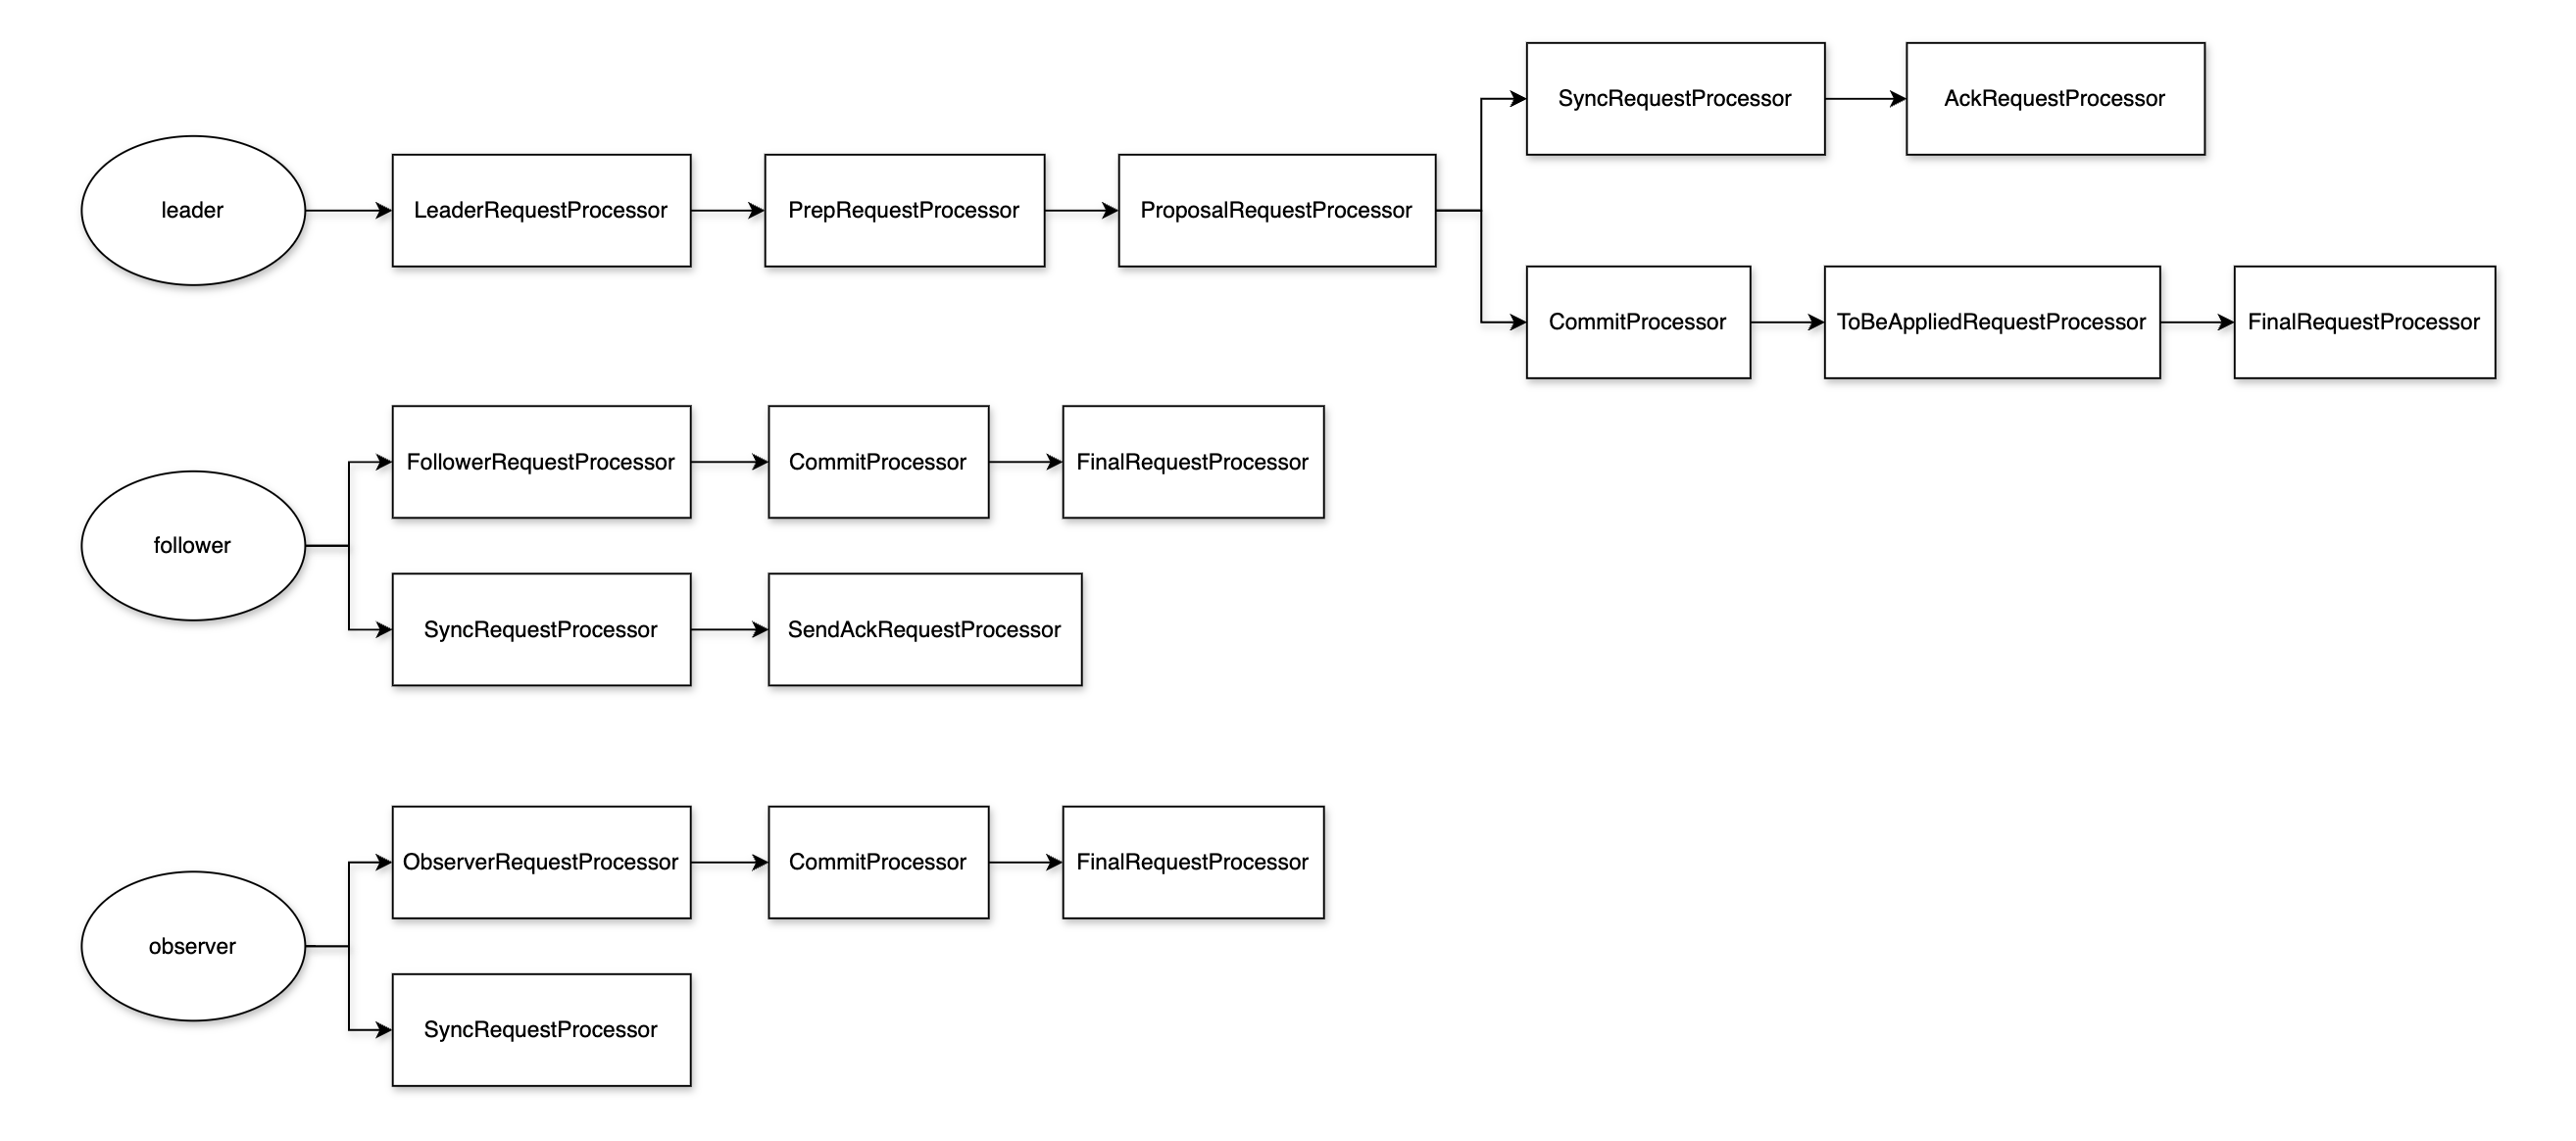 leader
LeaderRequestProcessor
PrepRequestProcessor
ProposalRequestProcessor
SyncRequestProcessor
AckRequestProcessor
CommitProcessor
ToBeAppliedRequestProcessor
FinalRequestProcessor
follower
FollowerRequestProcessor
CommitProcessor
FinalRequestProcessor
SyncRequestProcessor
SendAckRequestProcessor
observer
ObserverRequestProcessor
CommitProcessor
FinalRequestProcessor
SyncRequestProcessor